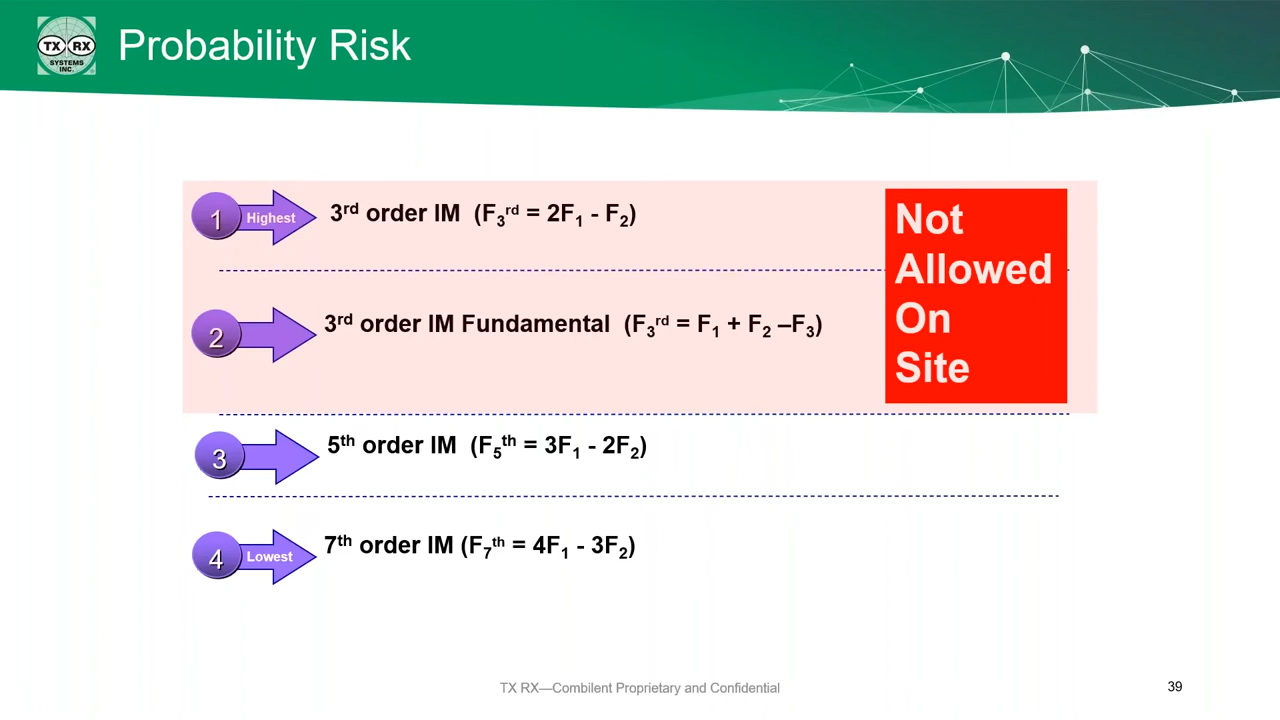 TX RX
SYSTEMS
INC.
Probability Risk
1 Highest 3rd order IM (F3rd = 2F1 - F2)
2 3rd order IM Fundamental (F3rd = F1 + F2 –F3)
Not
Allowed
On
Site
3 5th order IM (F5th = 3F1 - 2F2)
4 Lowest 7th order IM (F7th = 4F1 - 3F2)
TX RX—Combilent Proprietary and Confidential
39